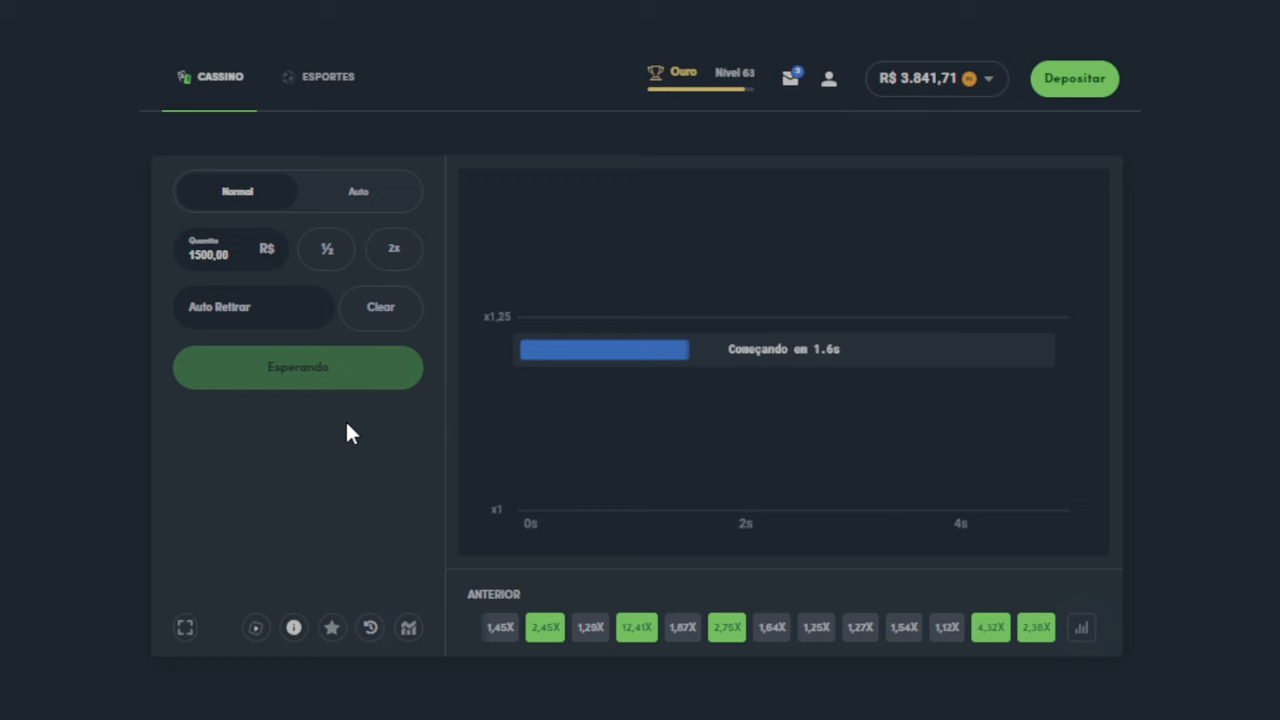 CASSINO
ESPORTES
Ouro
Nível 63
R$ 3.841,71
Depositar
Normal
Auto
Quantia
1500,00
R$
½
2x
Auto Retirar
Clear
Esperando
x1,25
Começando em 1.6s
x1
0s
2s
4s
ANTERIOR
1,45X
2,45X
1,29X
12,41X
1,87X
2,75X
1,64X
1,25X
1,27X
1,54X
1,12X
4,32X
2,38X